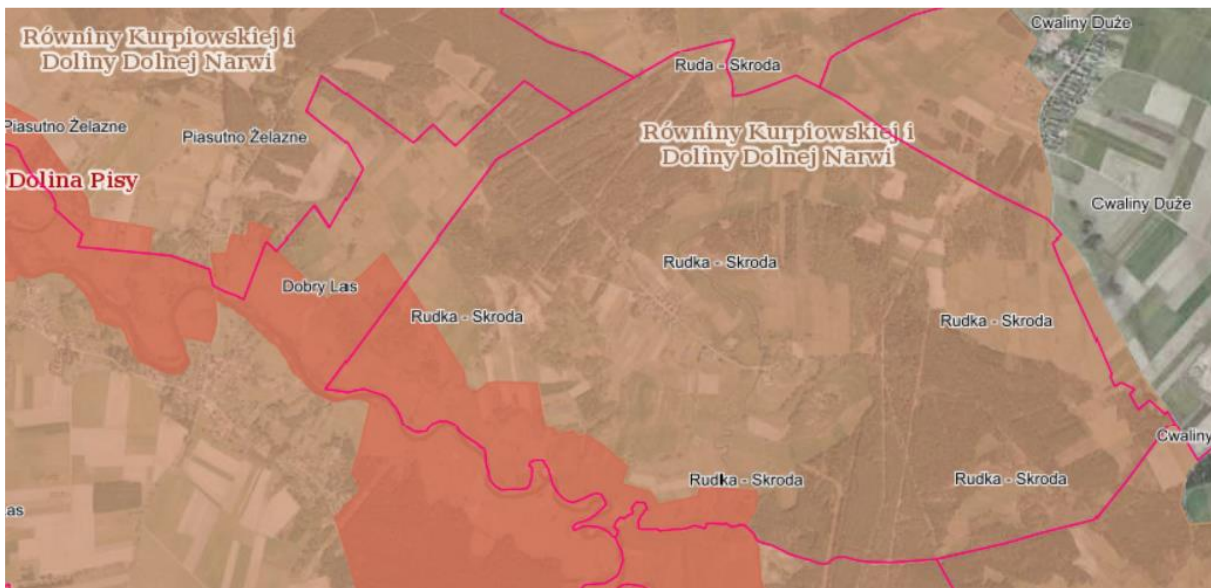 Cwaliny Duże
Równiny Kurpiowskiej i
Doliny Dolnej Narwi
Ruda - Skroda
Piasutno Żelazne
Piasutno Żelazne
Równiny Kurpiowskiej i
Doliny Dolnej Narwi
Dolina Pisy
Cwaliny Duże
Rudka - Skroda
Dobry Las
Rudka - Skroda
Rudka - Skroda
Cwaliny
Rudka - Skroda
Rudka - Skroda
as